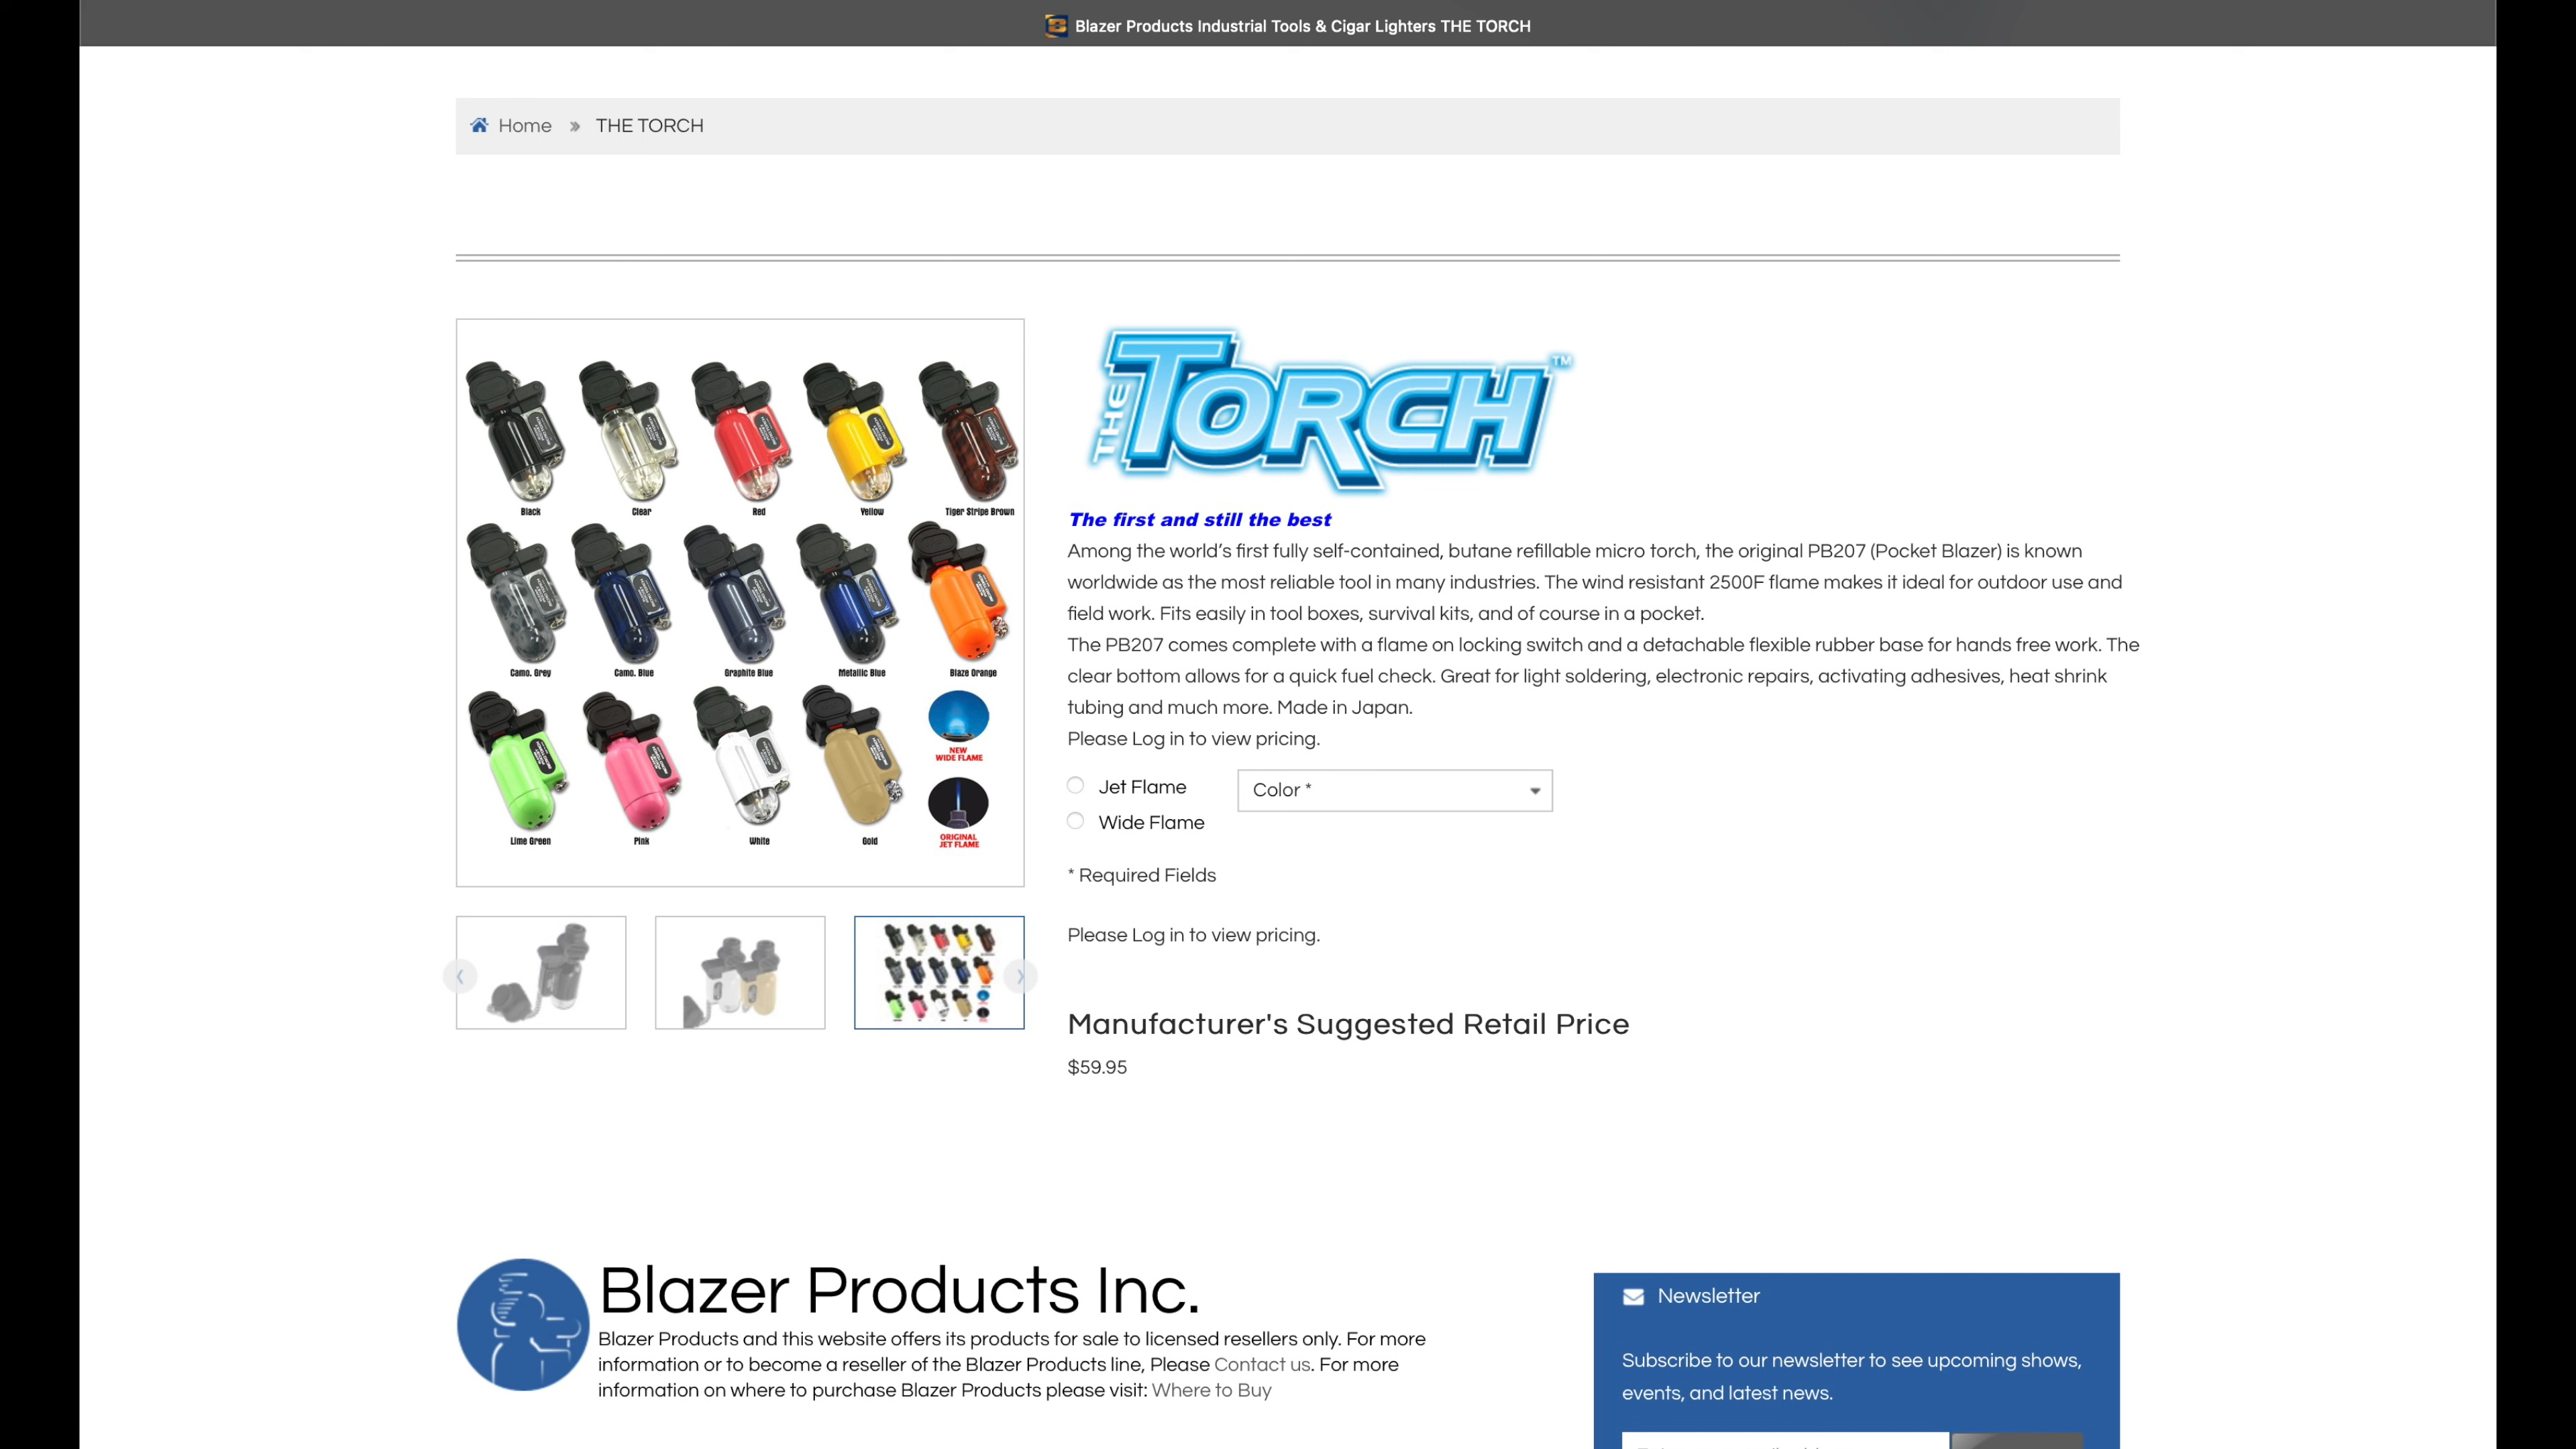 Blazer Products Industrial Tools & Cigar Lighters THE TORCH
Home » THE TORCH
Black
Clear
Red
Yellow
Tiger Stripe Brown
Camo. Grey
Camo. Blue
Graphite Blue
Metallic Blue
Blaze Orange
Lime Green
Pink
White
Gold
NEW
WIDE FLAME
ORIGINAL
JET FLAME
THE TORCH™
The first and still the best
Among the world’s first fully self-contained, butane refillable micro torch, the original PB207 (Pocket Blazer) is known
worldwide as the most reliable tool in many industries. The wind resistant 2500F flame makes it ideal for outdoor use and
field work. Fits easily in tool boxes, survival kits, and of course in a pocket.
The PB207 comes complete with a flame on locking switch and a detachable flexible rubber base for hands free work. The
clear bottom allows for a quick fuel check. Great for light soldering, electronic repairs, activating adhesives, heat shrink
tubing and much more. Made in Japan.
Please Log in to view pricing.
Jet Flame
Color *
Wide Flame
* Required Fields
Please Log in to view pricing.
Manufacturer's Suggested Retail Price
$59.95
Blazer Products Inc.
Blazer Products and this website offers its products for sale to licensed resellers only. For more
information or to become a reseller of the Blazer Products line, Please Contact us. For more
information on where to purchase Blazer Products please visit: Where to Buy
Newsletter
Subscribe to our newsletter to see upcoming shows,
events, and latest news.